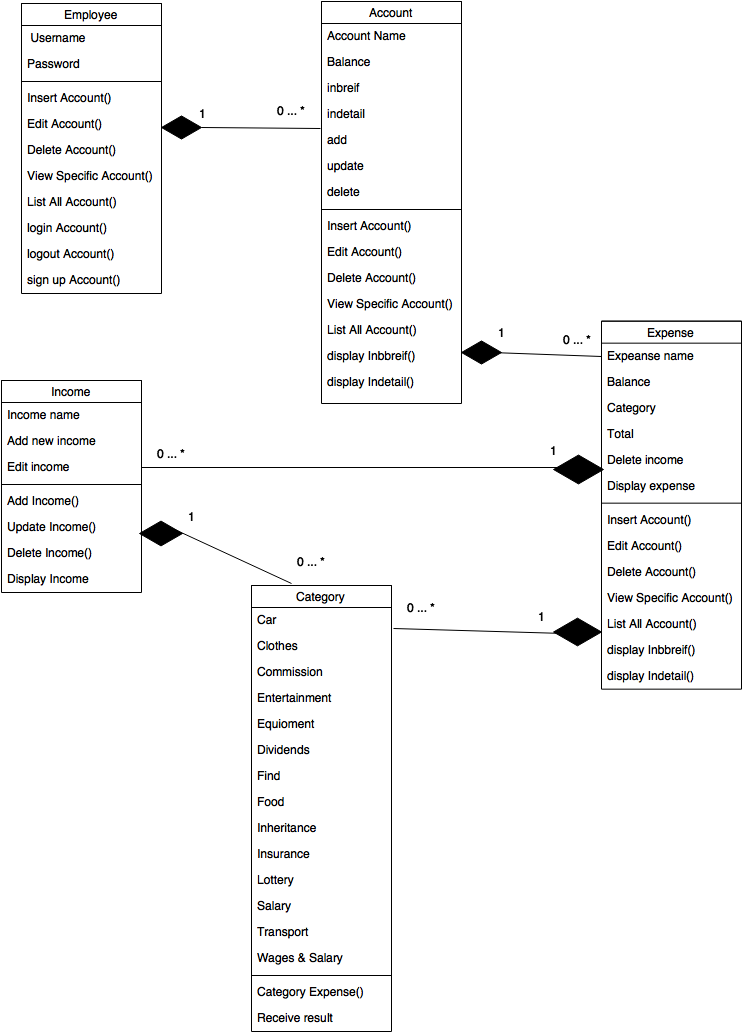 Employee
Username
Password
Insert Account()
Edit Account()
Delete Account()
View Specific Account()
List All Account()
login Account()
logout Account()
sign up Account()
1
0 ... *
Account
Account Name
Balance
inbreif
indetail
add
update
delete
Insert Account()
Edit Account()
Delete Account()
View Specific Account()
List All Account()
display Inbbreif()
display Indetail()
1
0 ... *
Expense
Expeanse name
Balance
Category
Total
Delete income
Display expense
Insert Account()
Edit Account()
Delete Account()
View Specific Account()
List All Account()
display Inbbreif()
display Indetail()
Income
Income name
Add new income
Edit income
Add Income()
Update Income()
Delete Income()
Display Income
0 ... *
1
1
0 ... *
0 ... *
1
Category
Car
Clothes
Commission
Entertainment
Equioment
Dividends
Find
Food
Inheritance
Insurance
Lottery
Salary
Transport
Wages & Salary
Category Expense()
Receive result